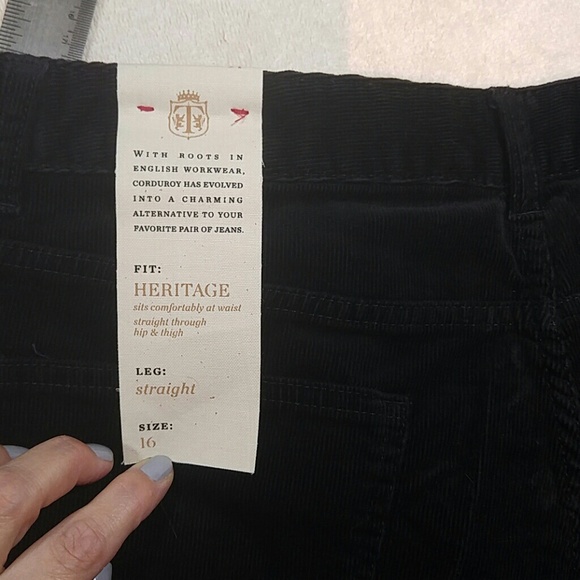 T
WITH ROOTS IN
ENGLISH WORKWEAR,
CORDUROY HAS EVOLVED
INTO A CHARMING
ALTERNATIVE TO YOUR
FAVORITE PAIR OF JEANS.
FIT:
HERITAGE
sits comfortably at waist
straight through
hip & thigh
LEG:
straight
SIZE:
16